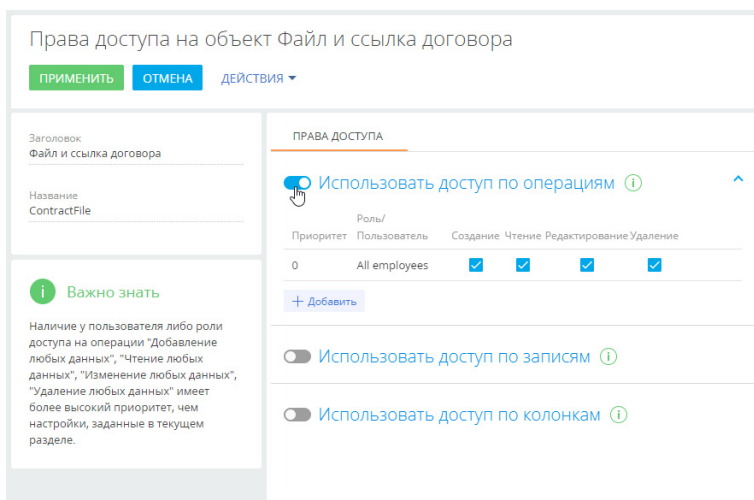 Права доступа на объект Файл и ссылка договора
ПРИМЕНИТЬ ОТМЕНА ДЕЙСТВИЯ
Заголовок
Файл и ссылка договора
Название
ContractFile
Важно знать
Наличие у пользователя либо роли
доступа на операции "Добавление
любых данных", "Чтение любых
данных", "Изменение любых данных",
"Удаление любых данных" имеет
более высокий приоритет, чем
настройки, заданные в текущем
разделе.
ПРАВА ДОСТУПА
Использовать доступ по операциям
Роль/
Приоритет Пользователь Создание Чтение Редактирование Удаление
0 All employees
+ Добавить
Использовать доступ по записям
Использовать доступ по колонкам